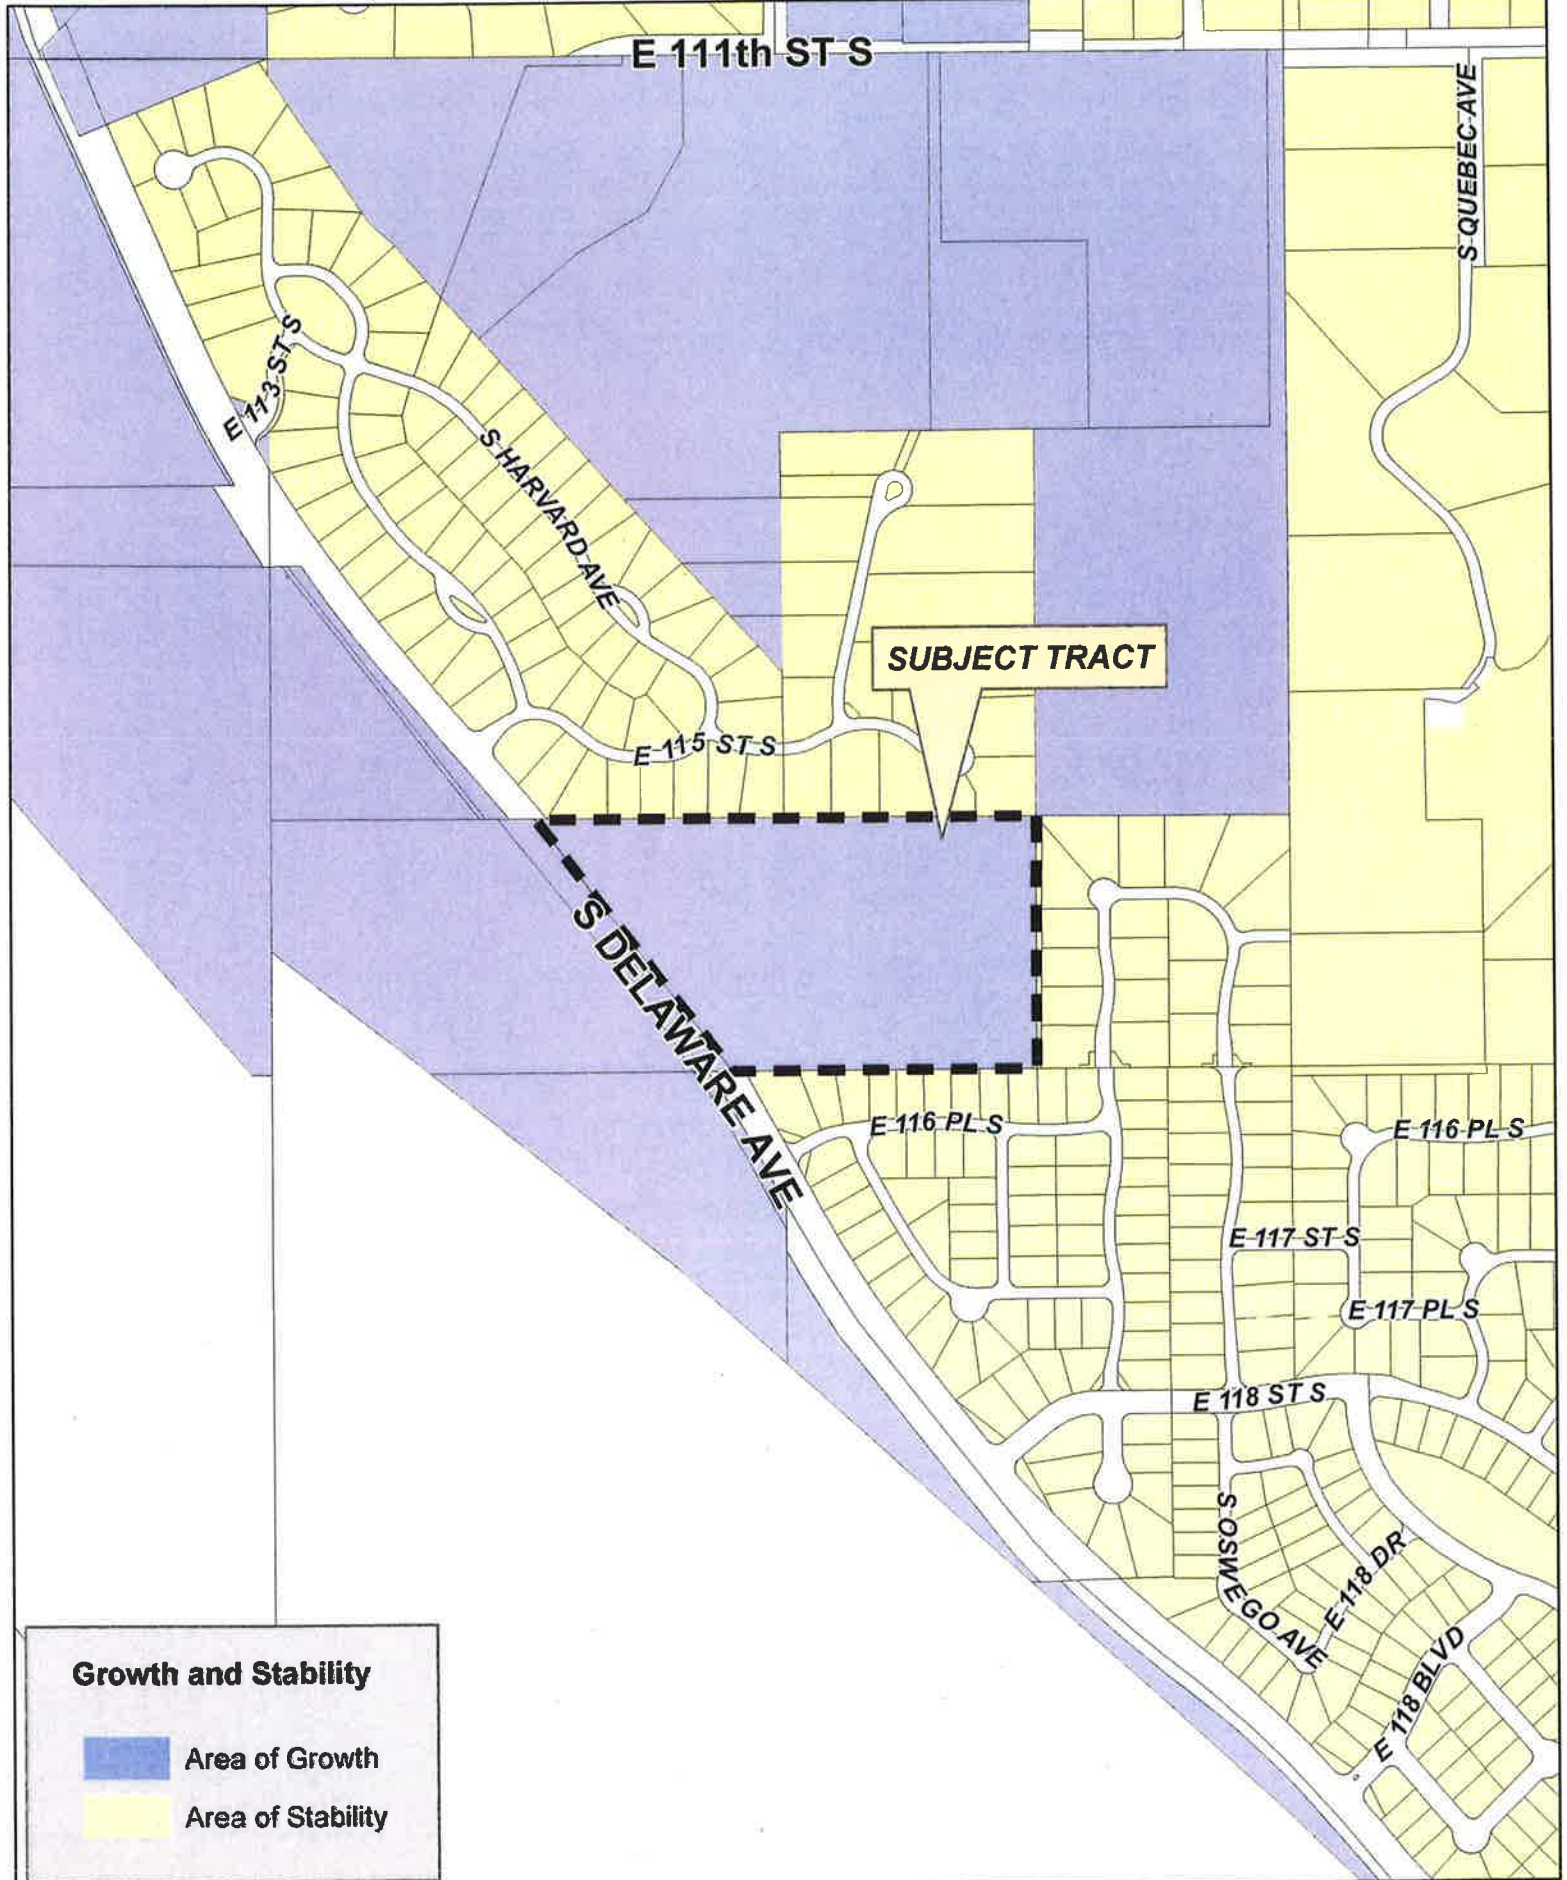 E 111th ST S
S QUEBEC AVE
E 113 ST S
S HARVARD AVE
SUBJECT TRACT
E 115 ST S
S DELAWARE AVE
E 116 PL S
E 116 PL S
E 117 ST S
E 117 PL S
E 118 ST S
S OSWEGO AVE
E 118 DR
E 118 BLVD
Growth and Stability
Area of Growth
Area of Stability